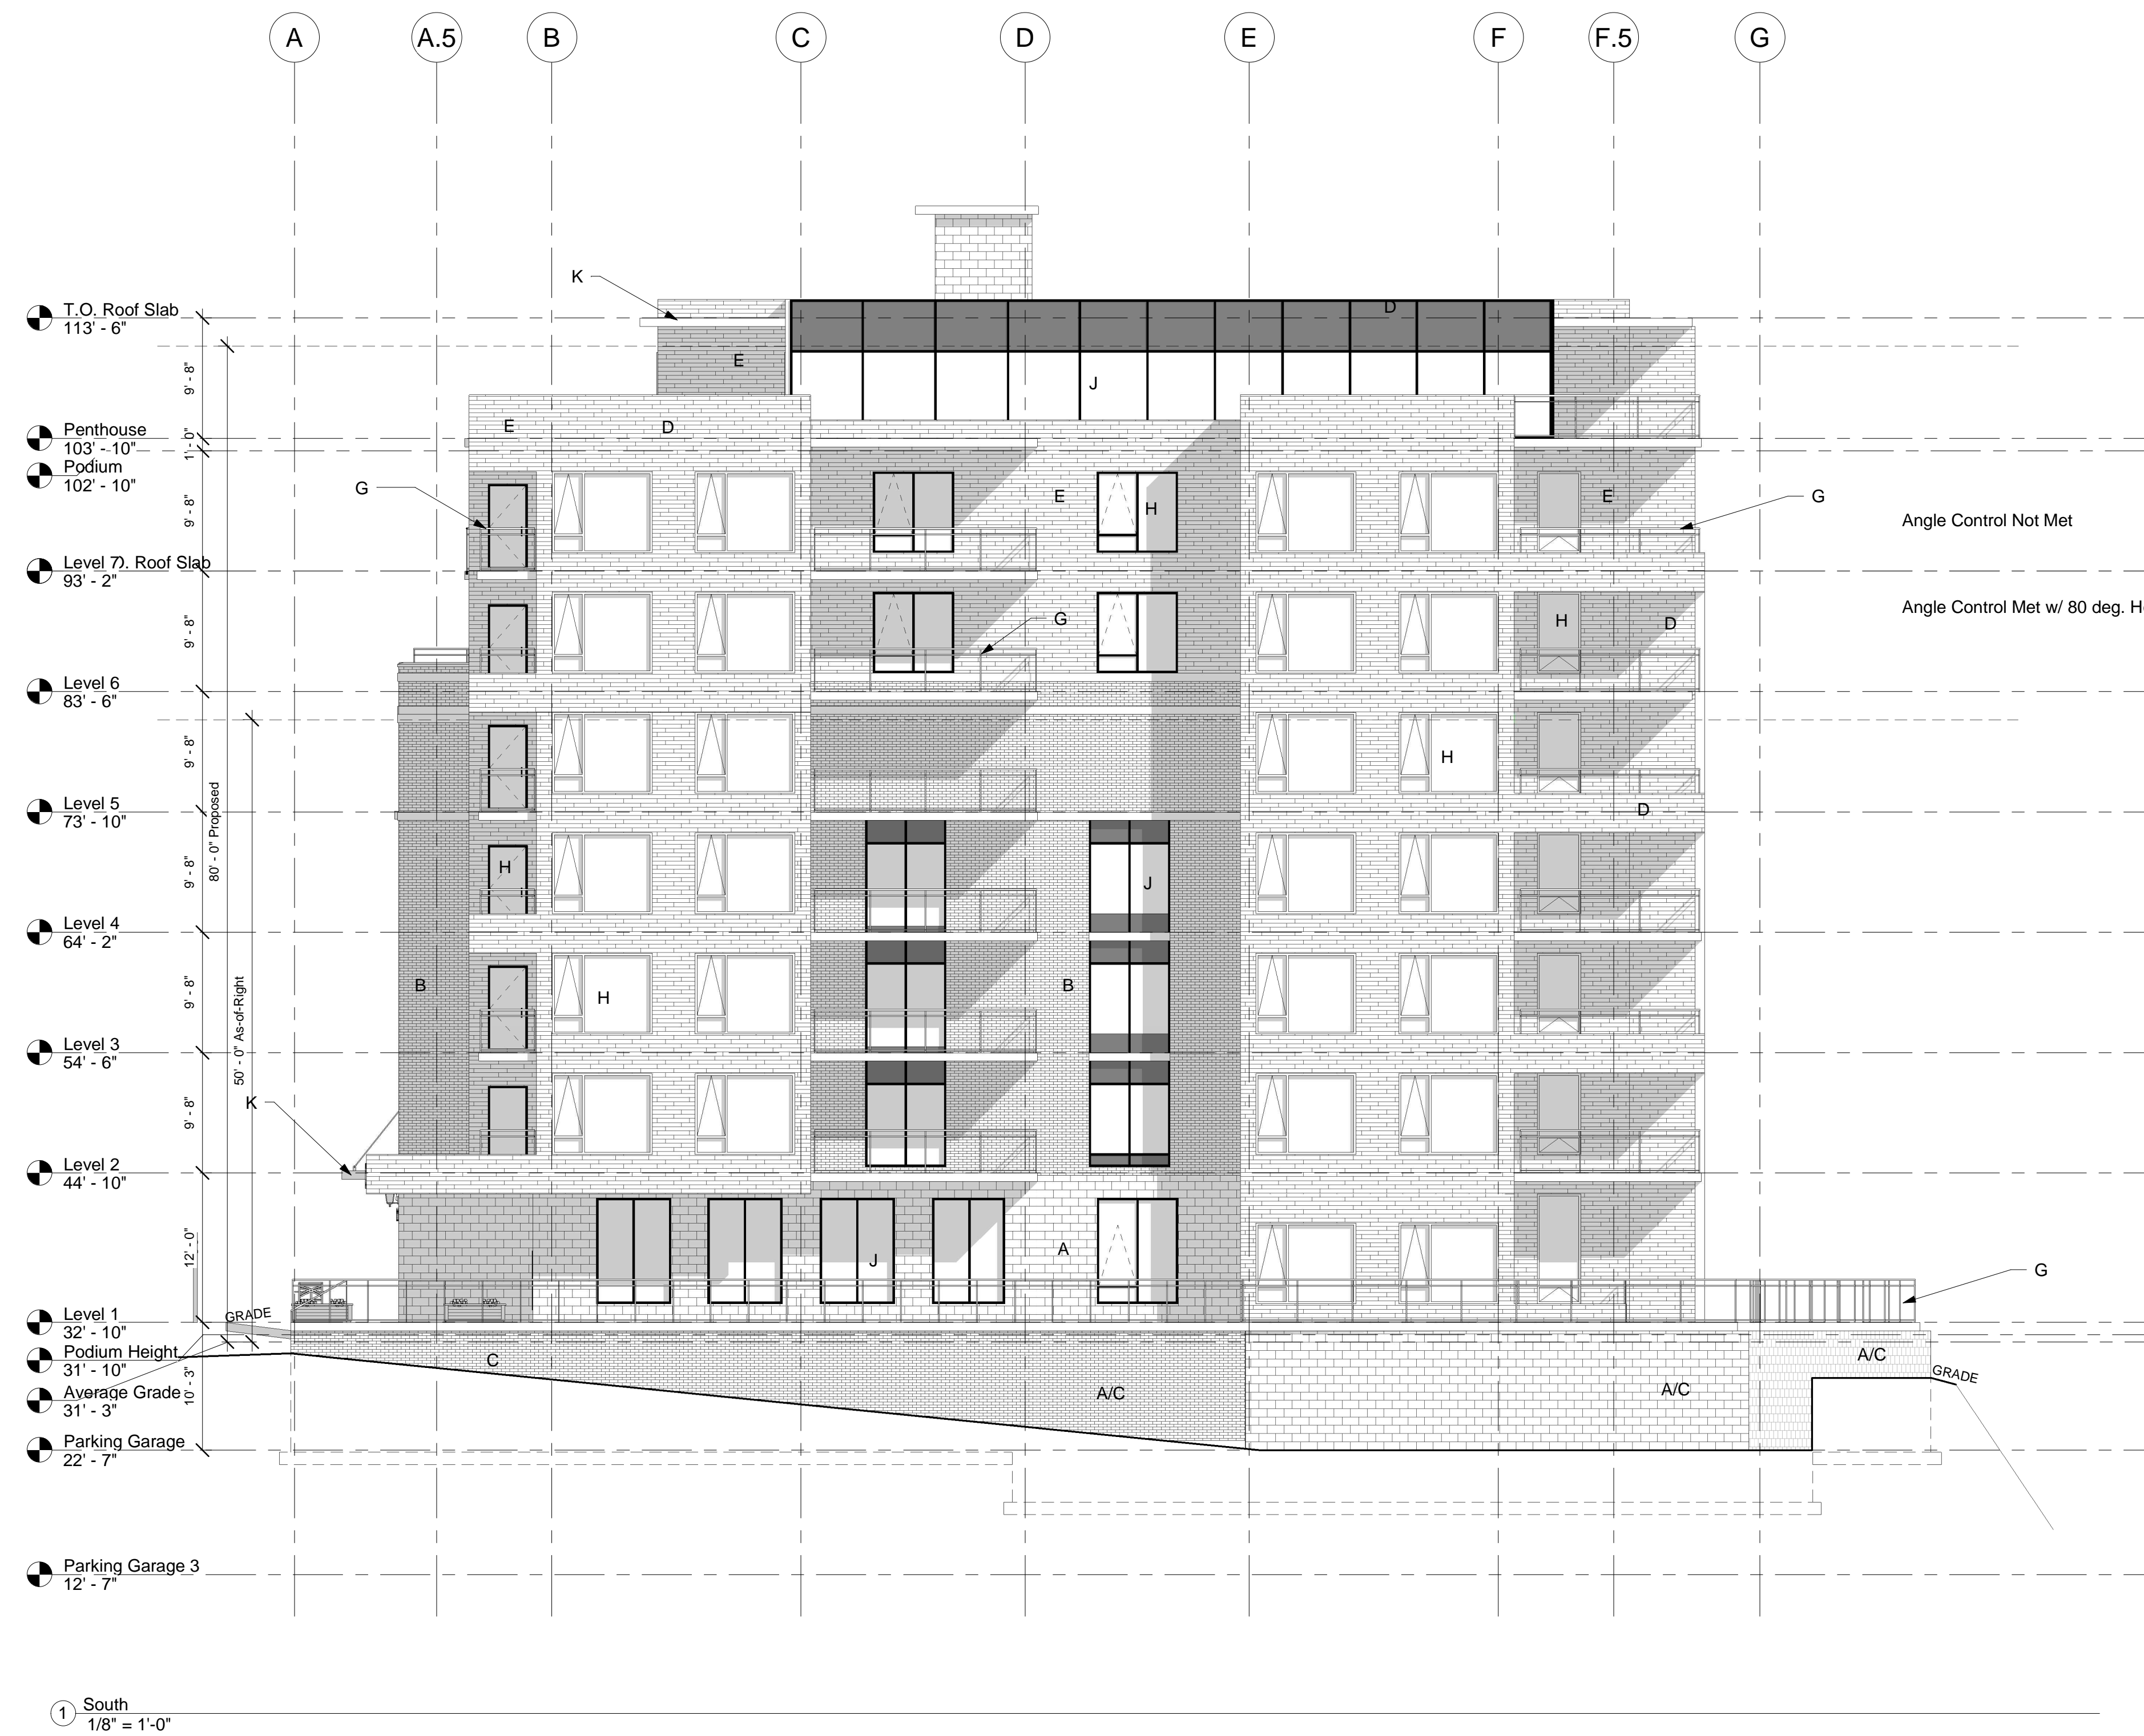 A A.5 B C D E F F.5 G
K
T.O. Roof Slab
113' - 6"
D
E
J
9' - 8"
Penthouse
103' - 10"
E D
1' - 0"
Podium
102' - 10"
G
E
H
E
G
9' - 8"
Angle Control Not Met
Level 7
). Roof Slab
93' - 2"
Angle Control Met w/ 80 deg. H
G
H
D
9' - 8"
Level 6
83' - 6"
9' - 8"
H
Level 5
73' - 10"
D
80' - 0" Proposed
9' - 8"
H
J
Level 4
64' - 2"
9' - 8"
B
H
B
50' - 0" As-of-Right
Level 3
54' - 6"
K
9' - 8"
Level 2
44' - 10"
12' - 0"
J
A
G
Level 1
32' - 10"
GRADE
Podium Height
31' - 10"
C
A/C
GRADE
Average Grade
31' - 3"
10' - 3"
A/C
A/C
Parking Garage
22' - 7"
Parking Garage 3
12' - 7"
1 South
1/8" = 1'-0"